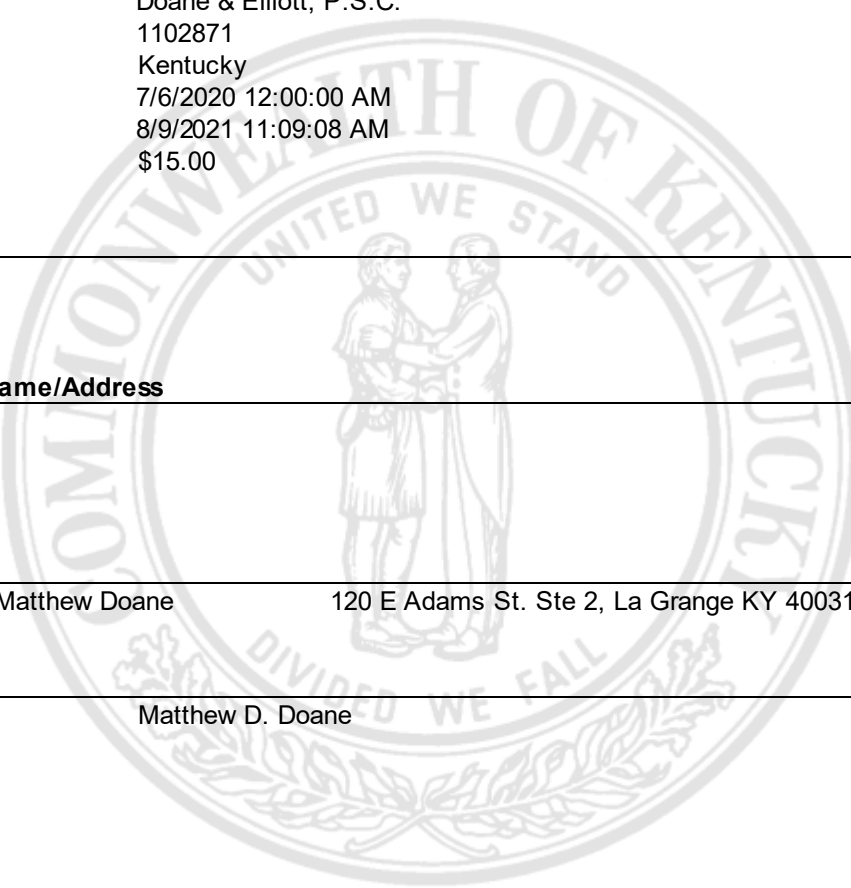 Doane & Elliott, P.S.C.
1102871
Kentucky
7/6/2020 12:00:00 AM
8/9/2021 11:09:08 AM
$15.00
COMMONWEALTH OF KENTUCKY
UNITED WE STAND
ame/Address
Matthew Doane 120 E Adams St. Ste 2, La Grange KY 40031
DIVIDED WE FALL
Matthew D. Doane